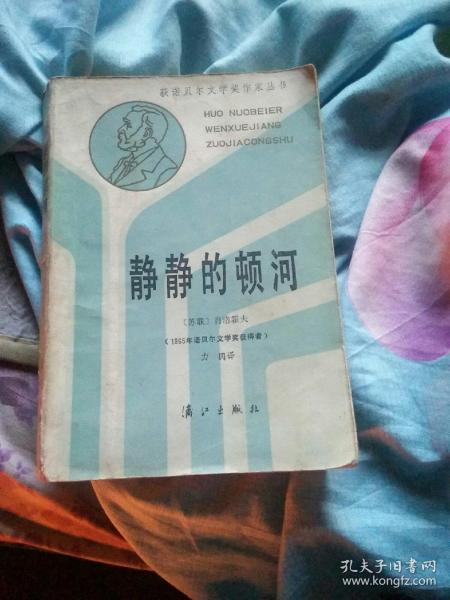 获诺贝尔文学奖作家丛书
HUO NUOBEIER
WENXUEJIANG
ZUOJIACONGSHU
静静的顿河
〔苏联〕肖洛霍夫
（1965年诺贝尔文学奖获得者）
力冈译
漓江出版社
孔夫子旧书网
www.kongfz.com